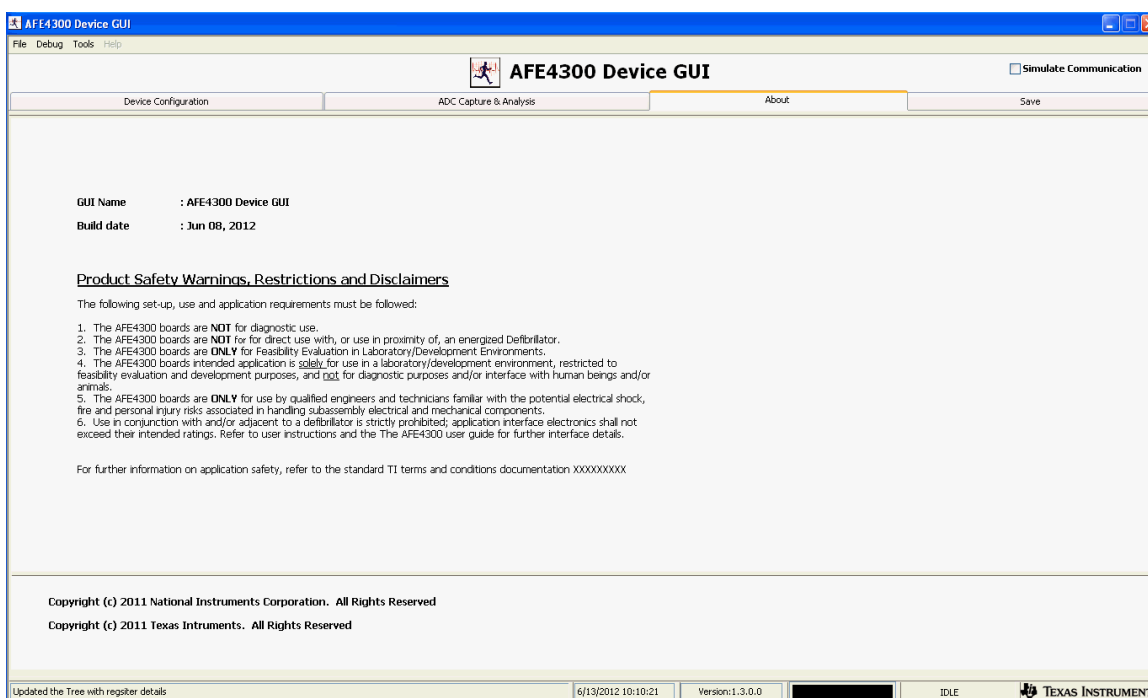 AFE4300 Device GUI
File Debug Tools Help
AFE4300 Device GUI
Simulate Communication
Device Configuration
ADC Capture & Analysis
About
Save
GUI Name : AFE4300 Device GUI
Build date : Jun 08, 2012
Product Safety Warnings, Restrictions and Disclaimers
The following set-up, use and application requirements must be followed:
1. The AFE4300 boards are NOT for diagnostic use.
2. The AFE4300 boards are NOT for for direct use with, or use in proximity of, an energized Defibrillator.
3. The AFE4300 boards are ONLY for Feasibility Evaluation in Laboratory/Development Environments.
4. The AFE4300 boards intended application is solely for use in a laboratory/development environment, restricted to
feasibility evaluation and development purposes, and not for diagnostic purposes and/or interface with human beings and/or
animals.
5. The AFE4300 boards are ONLY for use by qualified engineers and technicians familiar with the potential electrical shock,
fire and personal injury risks associated in handling subassembly electrical and mechanical components.
6. Use in conjunction with and/or adjacent to a defibrillator is strictly prohibited; application interface electronics shall not
exceed their intended ratings. Refer to user instructions and the The AFE4300 user guide for further interface details.
For further information on application safety, refer to the standard TI terms and conditions documentation XXXXXXXXX
Copyright (c) 2011 National Instruments Corporation. All Rights Reserved
Copyright (c) 2011 Texas Intruments. All Rights Reserved
Updated the Tree with regsiter details
6/13/2012 10:10:21
Version:1.3.0.0
IDLE
TEXAS INSTRUMEN